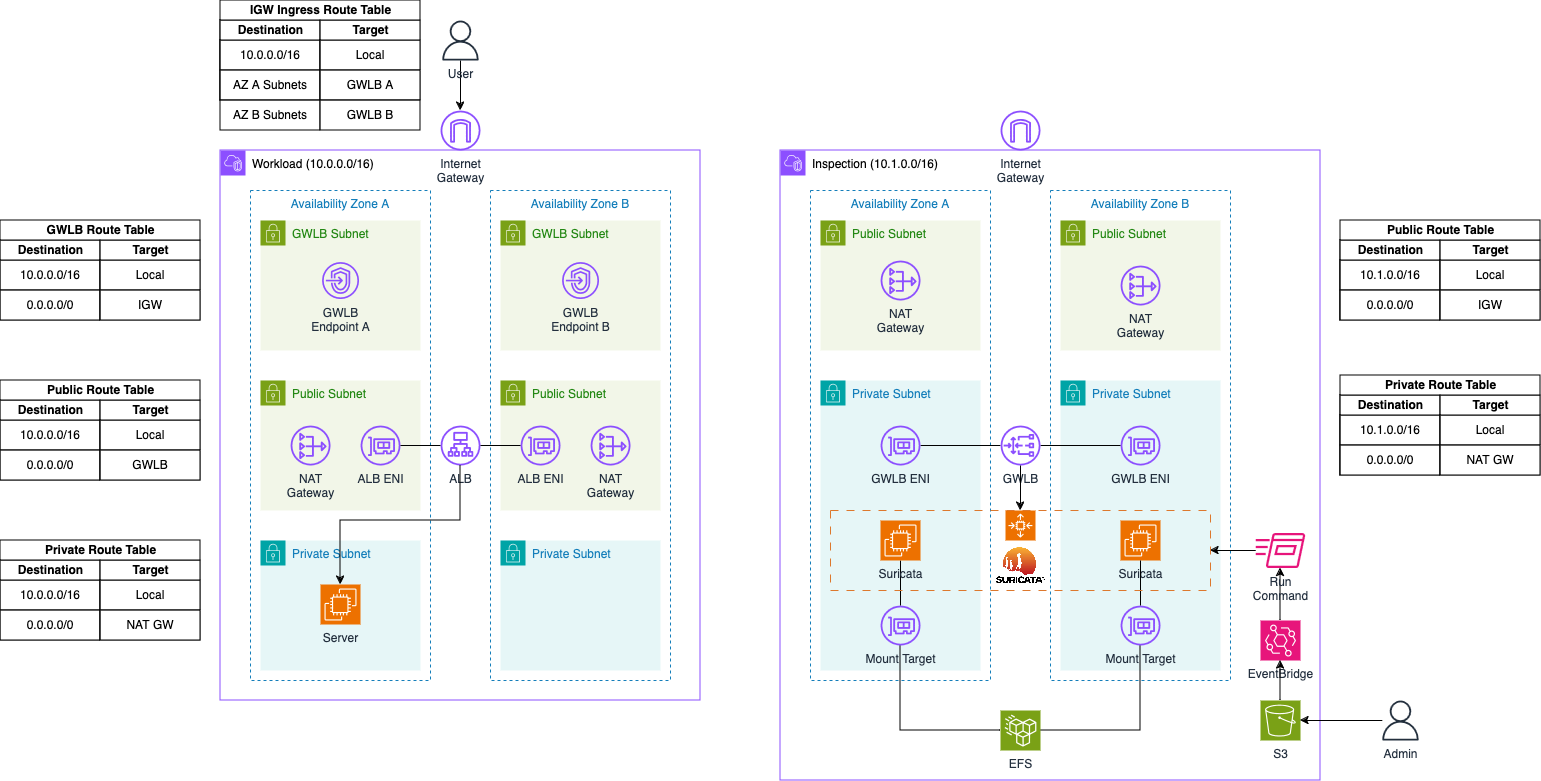 IGW Ingress Route Table
Destination Target
10.0.0.0/16 Local
AZ A Subnets GWLB A
AZ B Subnets GWLB B
User
Internet
Gateway
Workload (10.0.0.0/16)
Availability Zone A
GWLB Subnet
GWLB
Endpoint A
Public Subnet
NAT
Gateway
ALB ENI
ALB
Private Subnet
Server
Availability Zone B
GWLB Subnet
GWLB
Endpoint B
Public Subnet
ALB ENI
NAT
Gateway
Private Subnet
GWLB Route Table
Destination Target
10.0.0.0/16 Local
0.0.0.0/0 IGW
Public Route Table
Destination Target
10.0.0.0/16 Local
0.0.0.0/0 GWLB
Private Route Table
Destination Target
10.0.0.0/16 Local
0.0.0.0/0 NAT GW
Internet
Gateway
Inspection (10.1.0.0/16)
Availability Zone A
Public Subnet
NAT
Gateway
Private Subnet
GWLB ENI
GWLB
Suricata
SURICATA
Mount Target
Availability Zone B
Public Subnet
NAT
Gateway
Private Subnet
GWLB ENI
Suricata
Mount Target
EFS
Run
Command
EventBridge
S3
Admin
Public Route Table
Destination Target
10.1.0.0/16 Local
0.0.0.0/0 IGW
Private Route Table
Destination Target
10.1.0.0/16 Local
0.0.0.0/0 NAT GW